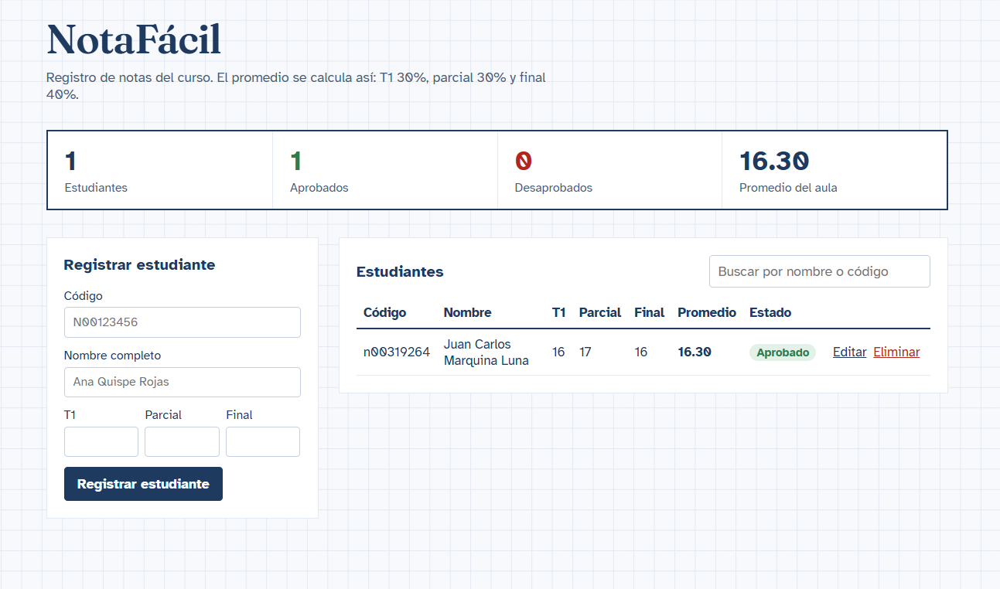 NotaFácil
Registro de notas del curso. El promedio se calcula así: T1 30%, parcial 30% y final
40%.
1
Estudiantes
1
Aprobados
0
Desaprobados
16.30
Promedio del aula
Registrar estudiante
Código
N00123456
Nombre completo
Ana Quispe Rojas
T1 Parcial Final
Registrar estudiante
Estudiantes
Buscar por nombre o código
Código Nombre T1 Parcial Final Promedio Estado
n00319264 Juan Carlos
Marquina Luna 16 17 16 16.30 Aprobado Editar Eliminar